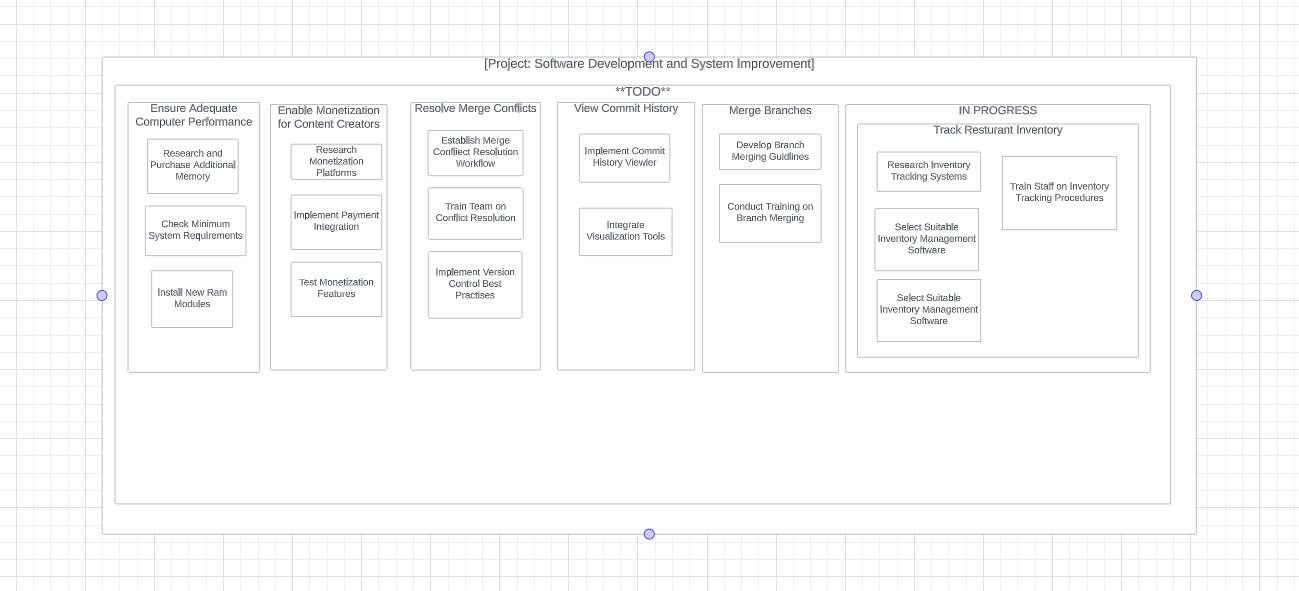 [Project: Software Development and System Improvement]
**TODO**
Ensure Adequate
Computer Performance
Research and
Purchase Additional
Memory
Check Minimum
System Requirements
Install New Ram
Modules
Enable Monetization
for Content Creators
Research
Monetization
Platforms
Implement Payment
Integration
Test Monetization
Features
Resolve Merge Conflicts
Establish Merge
Conflict Resolution
Workflow
Train Team on
Conflict Resolution
Implement Version
Control Best
Practises
View Commit History
Implement Commit
History Viewler
Integrate
Visualization Tools
Merge Branches
Develop Branch
Merging Guidlines
Conduct Training on
Branch Merging
IN PROGRESS
Track Resturant Inventory
Research Inventory
Tracking Systems
Select Suitable
Inventory Management
Software
Select Suitable
Inventory Management
Software
Train Staff on Inventory
Tracking Procedures